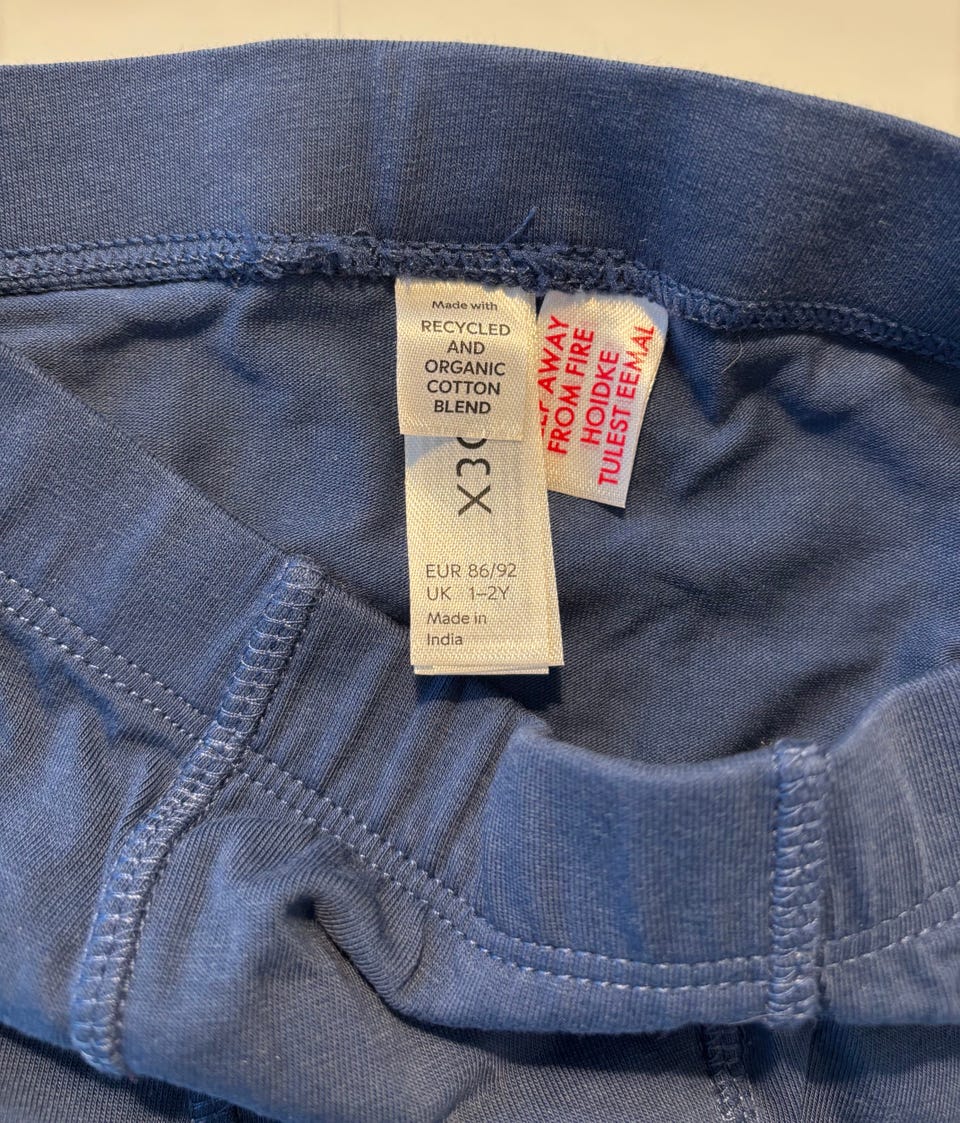 Made with
RECYCLED
AND
ORGANIC
COTTON
BLEND
EUR 86/92
UK 1–2Y
Made in
India
AWAY
FROM FIRE
HOIDKE
TULEST EEMAL